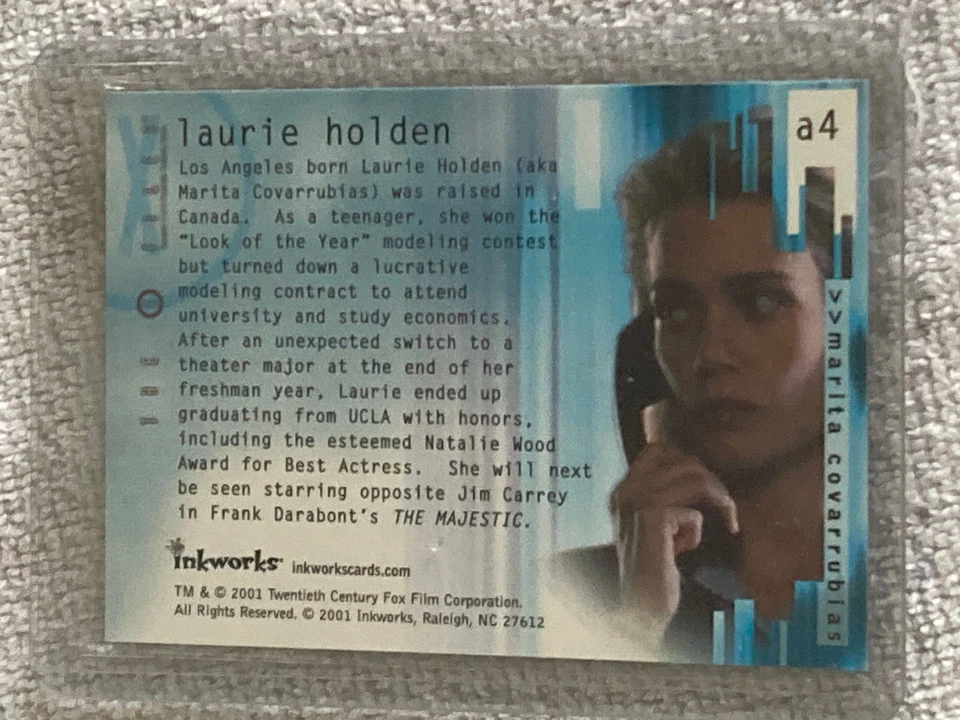 laurie holden
a4
Los Angeles born Laurie Holden (aka
Marita Covarrubias) was raised in
Canada. As a teenager, she won the
"Look of the Year" modeling contest
but turned down a lucrative
modeling contract to attend
university and study economics.
After an unexpected switch to a
theater major at the end of her
freshman year, Laurie ended up
graduating from UCLA with honors,
including the esteemed Natalie Wood
Award for Best Actress. She will next
be seen starring opposite Jim Carrey
in Frank Darabont's THE MAJESTIC.
>>marita covarrubias
inkworks™ inkworkscards.com
TM & © 2001 Twentieth Century Fox Film Corporation.
All Rights Reserved. © 2001 Inkworks, Raleigh, NC 27612